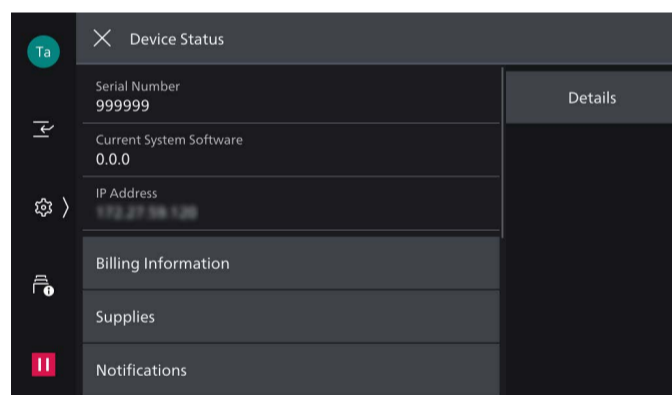 Ta
Device Status
Serial Number
999999
Details
Current System Software
0.0.0
IP Address
Billing Information
Supplies
Notifications